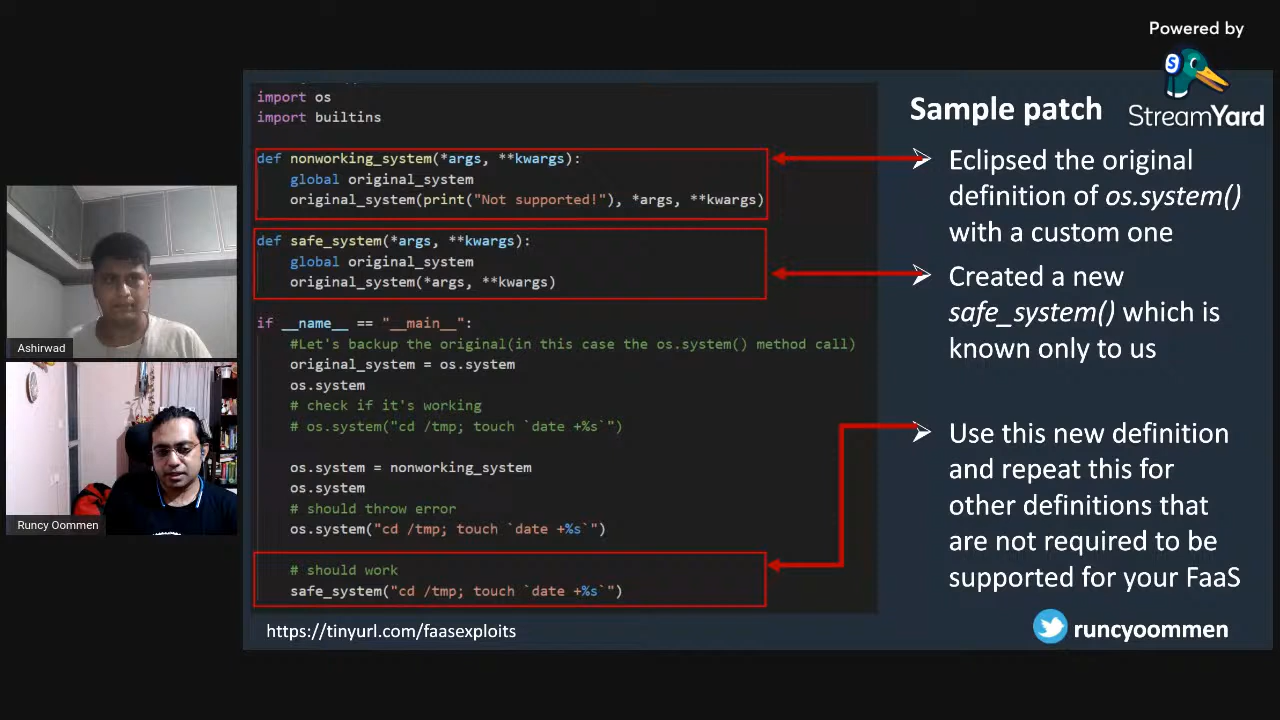 Powered by
StreamYard
import os
import builtins
def nonworking_system(*args, **kwargs):
global original_system
original_system(print("Not supported!"), *args, **kwargs)
def safe_system(*args, **kwargs):
global original_system
original_system(*args, **kwargs)
if __name__ == "__main__":
#Let's backup the original(in this case the os.system() method call)
original_system = os.system
os.system
# check if it's working
# os.system("cd /tmp; touch `date +%s`")
os.system = nonworking_system
os.system
# should throw error
os.system("cd /tmp; touch `date +%s`")
# should work
safe_system("cd /tmp; touch `date +%s`")
https://tinyurl.com/faasexploits
Sample patch
Eclipsed the original
definition of os.system()
with a custom one
Created a new
safe_system() which is
known only to us
Use this new definition
and repeat this for
other definitions that
are not required to be
supported for your FaaS
runcyoommen
Ashirwad
Runcy Oommen